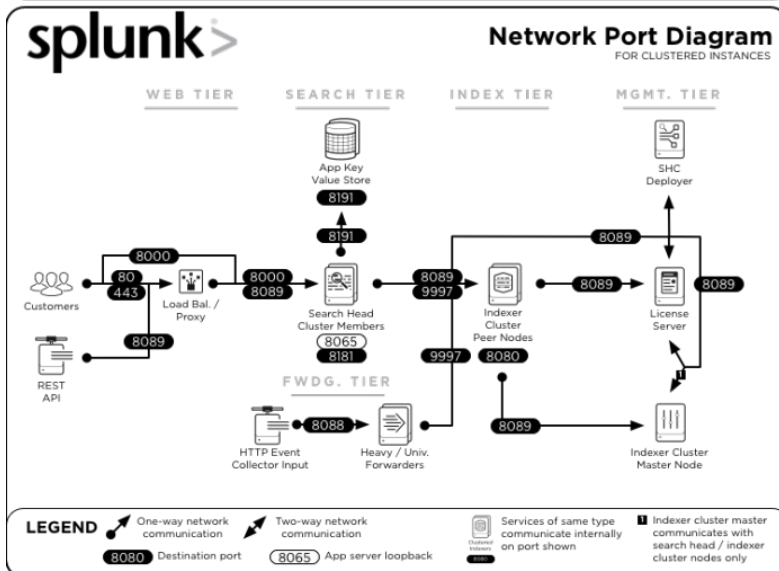 splunk>
Network Port Diagram
FOR CLUSTERED INSTANCES
WEB TIER
SEARCH TIER
INDEX TIER
MGMT. TIER
App Key
Value Store
8191
8191
SHC
Deployer
8000
8089
Customers
80
443
Load Bal. /
Proxy
8000
8089
Search Head
Cluster Members
8065
8181
8089
9997
Indexer
Cluster
Peer Nodes
8080
8089
License
Server
8089
REST
API
8089
9997
FWDG. TIER
HTTP Event
Collector Input
8088
Heavy / Univ.
Forwarders
8089
1
Indexer Cluster
Master Node
LEGEND
One-way network
communication
Two-way network
communication
8080 Destination port
8065 App server loopback
Clustered
Indexers
8080
Services of same type
communicate internally
on port shown
1 Indexer cluster master
communicates with
search head / indexer
cluster nodes only